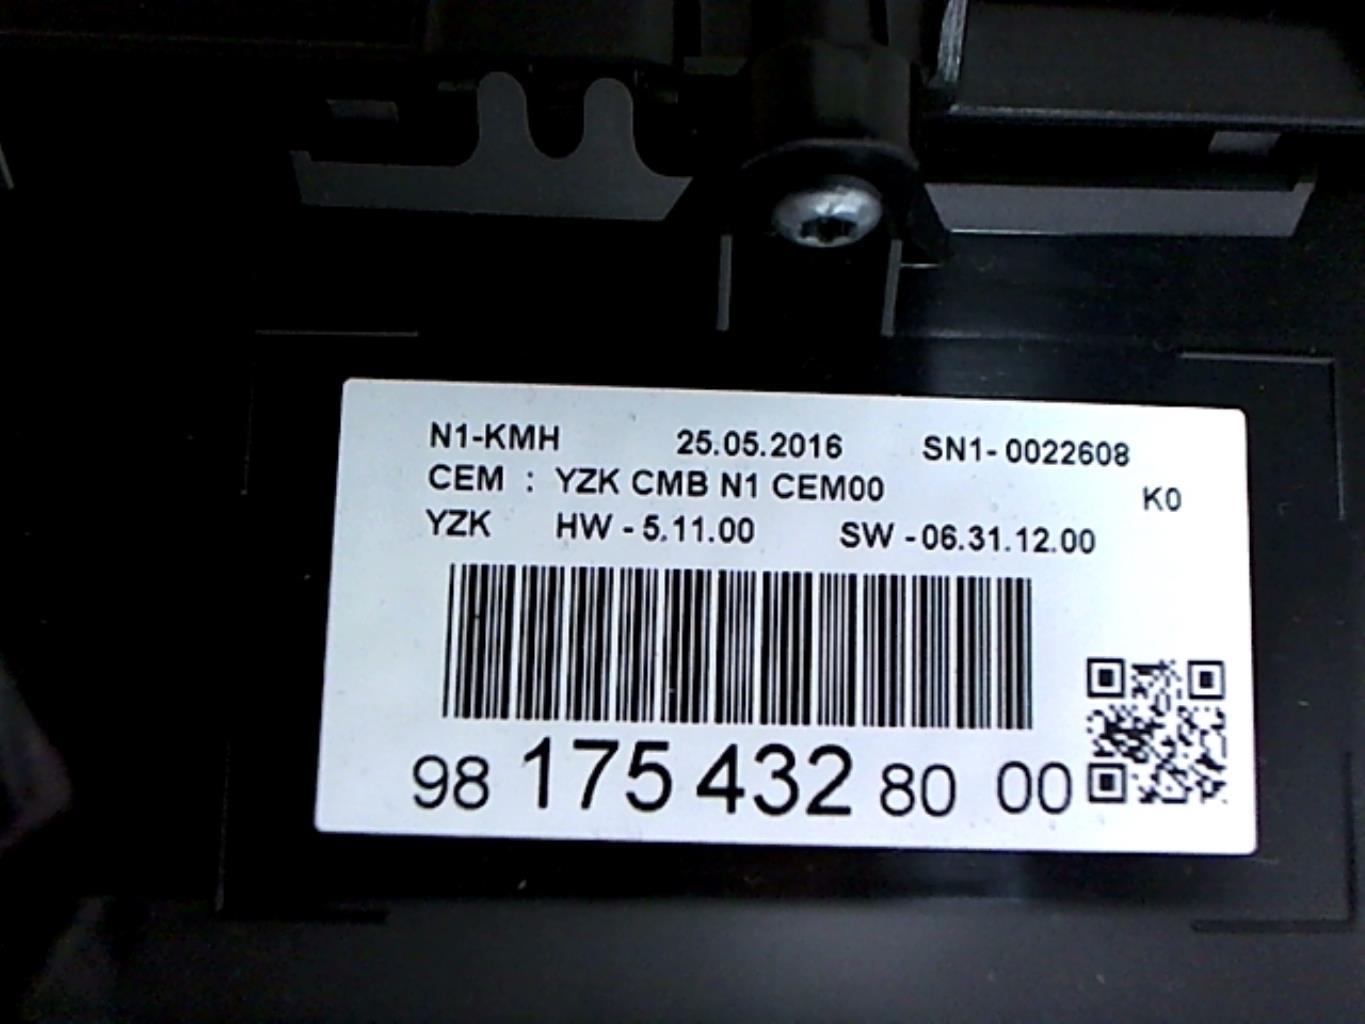 N1-KMH 25.05.2016 SN1-0022608
CEM : YZK CMB N1 CEM00 K0
YZK HW - 5.11.00 SW - 06.31.12.00
98 175 432 80 00